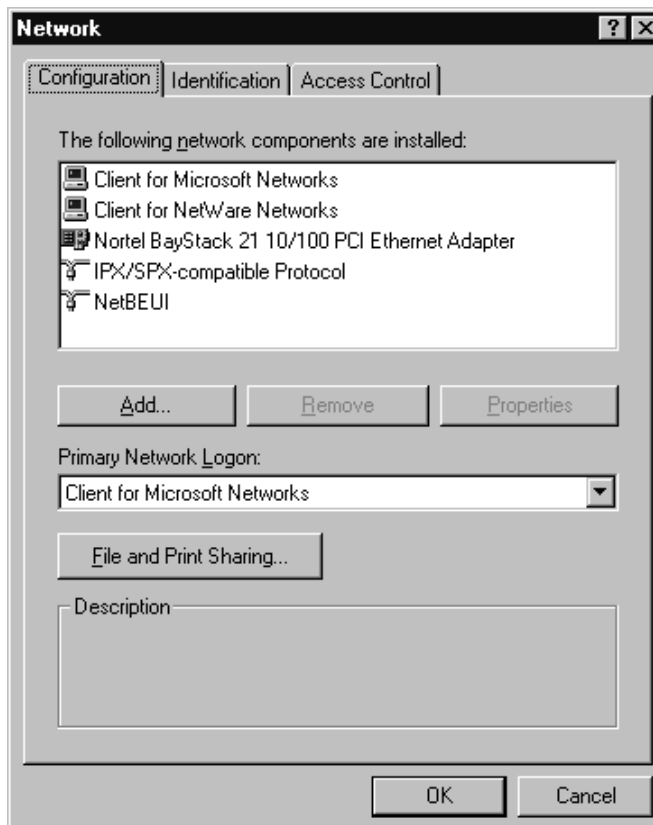 Network
Configuration Identification Access Control
The following network components are installed:
Client for Microsoft Networks
Client for NetWare Networks
Nortel BayStack 21 10/100 PCI Ethernet Adapter
IPX/SPX-compatible Protocol
NetBEUI
Add... Remove Properties
Primary Network Logon:
Client for Microsoft Networks
File and Print Sharing...
Description
OK Cancel